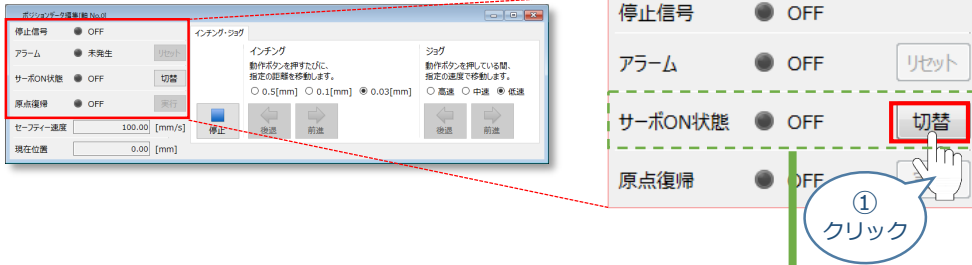 ポジションデータ編集(軸 No.0)
停止信号 OFF
アラーム 未発生 リセット
サーボON状態 OFF 切替
原点復帰 OFF 実行
セーフティー速度 100.00 [mm/s]
現在位置 0.00 [mm]
インチング・ジョグ
インチング
動作ボタンを押すたびに、
指定の距離を移動します。
0.5[mm] 0.1[mm] 0.03[mm]
停止 後退 前進
ジョグ
動作ボタンを押している間、
指定の速度で移動します。
高速 中速 低速
後退 前進
停止信号 OFF
アラーム OFF リセット
サーボON状態 OFF 切替
原点復帰 OFF
①
クリック